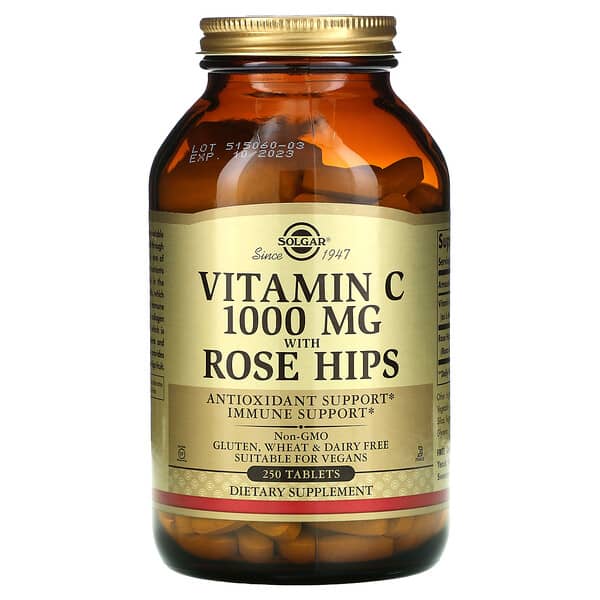 LOT 515060-03
EXP. 10/2023
SOLGAR®
Since 1947
VITAMIN C
1000 MG
WITH
ROSE HIPS
ANTIOXIDANT SUPPORT*
IMMUNE SUPPORT*
Non-GMO
GLUTEN, WHEAT & DAIRY FREE
SUITABLE FOR VEGANS
250 TABLETS
DIETARY SUPPLEMENT